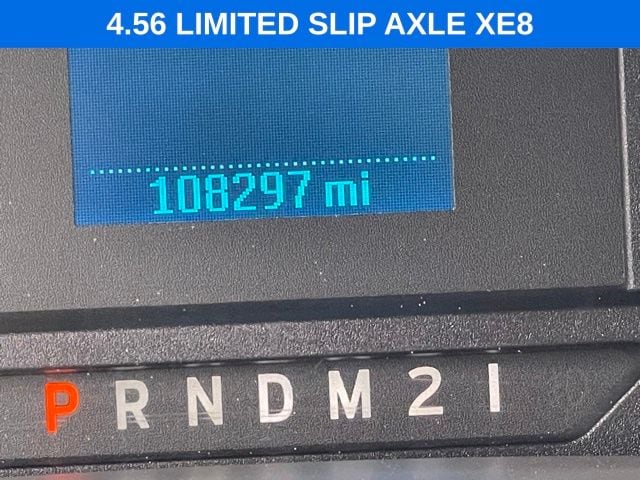 4.56 LIMITED SLIP AXLE XE8
108297 mi
P R N D M 2 1